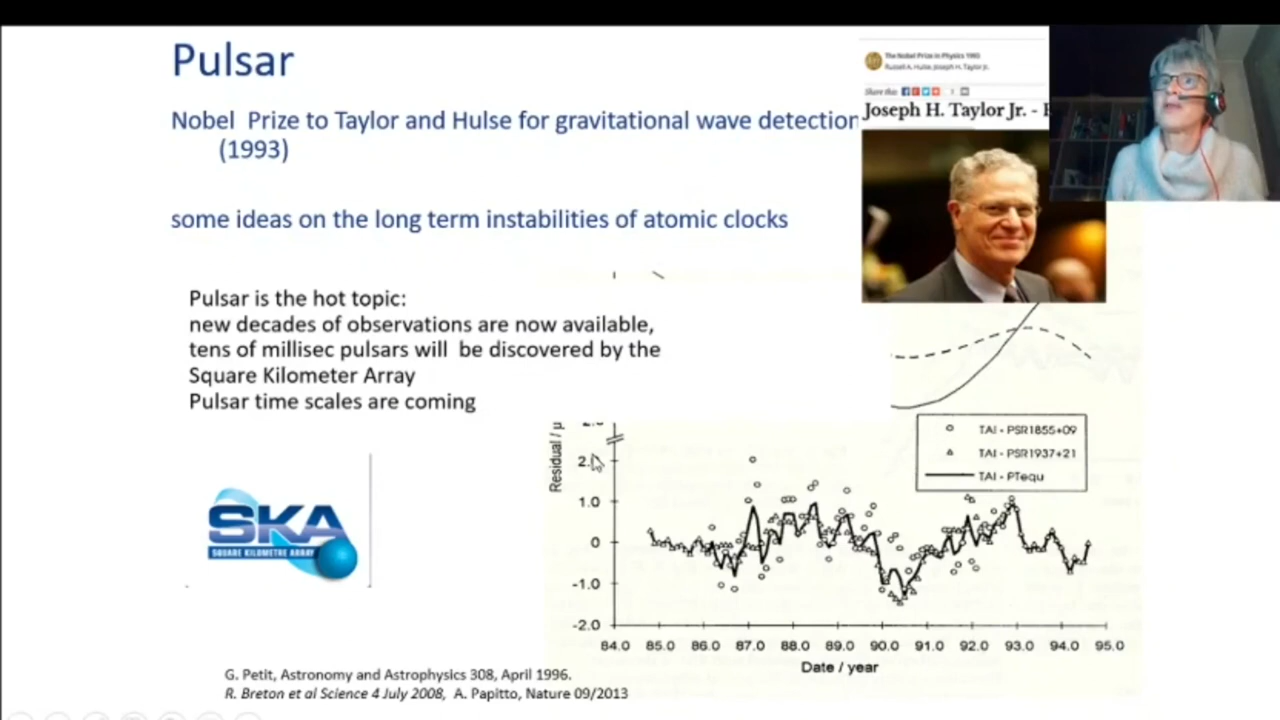 Pulsar
Nobel Prize to Taylor and Hulse for gravitational wave detection
(1993)
The Nobel Prize in Physics 1993
Russell A. Hulse, Joseph H. Taylor Jr.
Share this:
Joseph H. Taylor Jr. -
some ideas on the long term instabilities of atomic clocks
Pulsar is the hot topic:
new decades of observations are now available,
tens of millisec pulsars will be discovered by the
Square Kilometer Array
Pulsar time scales are coming
SKA
SQUARE KILOMETRE ARRAY
Residual / µ
1.0
0
-1.0
-2.0
TAI - PSR1855+09
TAI - PSR1937+21
TAI - PTequ
84.0 85.0 86.0 87.0 88.0 89.0 90.0 91.0 92.0 93.0 94.0 95.0
Date / year
G. Petit, Astronomy and Astrophysics 308, April 1996.
R. Breton et al Science 4 July 2008, A. Papitto, Nature 09/2013